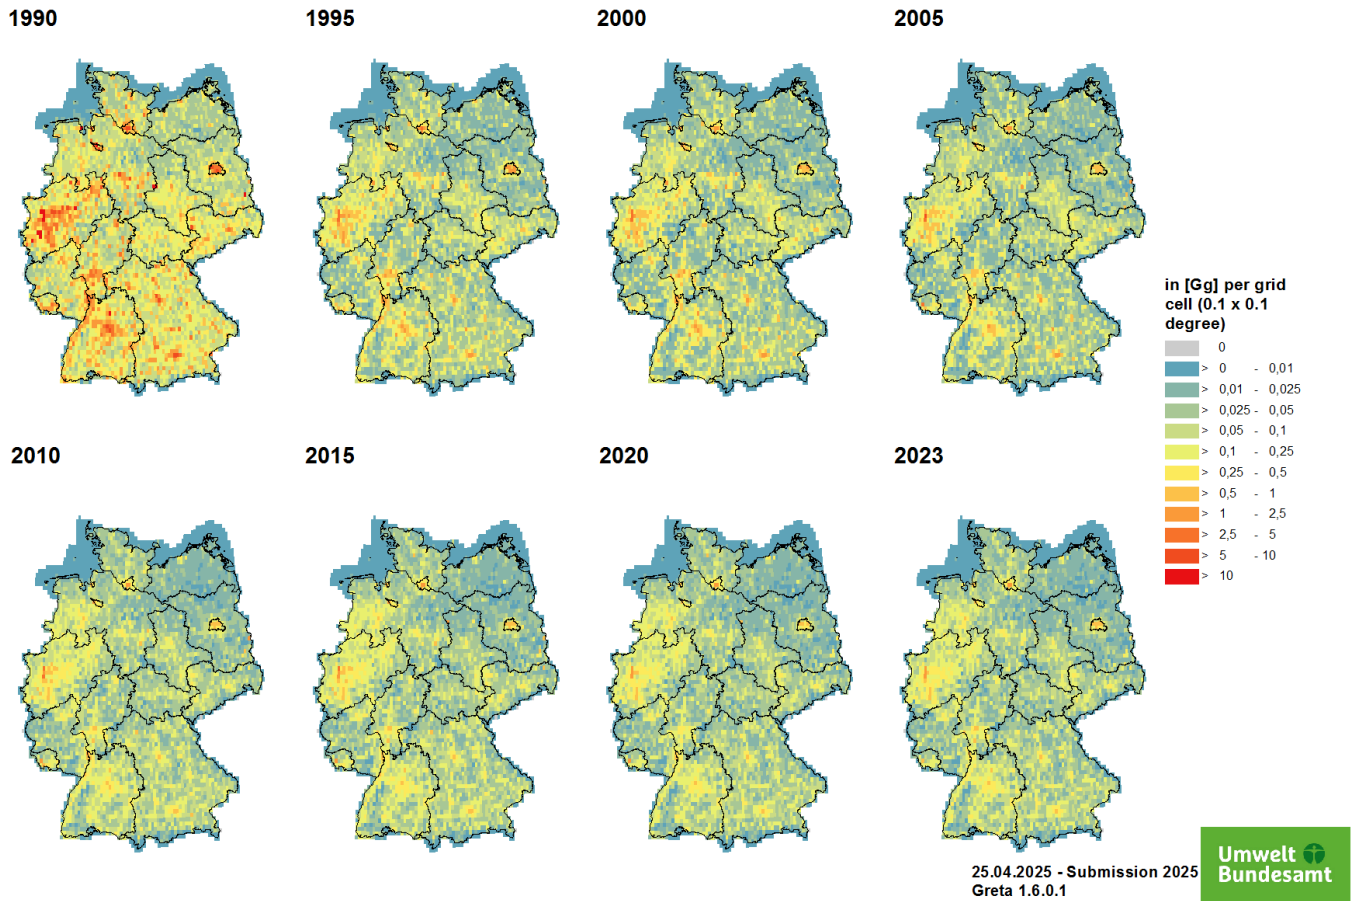 1990
1995
2000
2005
2010
2015
2020
2023
in [Gg] per grid
cell (0.1 x 0.1
degree)
0
> 0 - 0,01
> 0,01 - 0,025
> 0,025 - 0,05
> 0,05 - 0,1
> 0,1 - 0,25
> 0,25 - 0,5
> 0,5 - 1
> 1 - 2,5
> 2,5 - 5
> 5 - 10
> 10
25.04.2025 - Submission 2025
Greta 1.6.0.1
Umwelt
Bundesamt